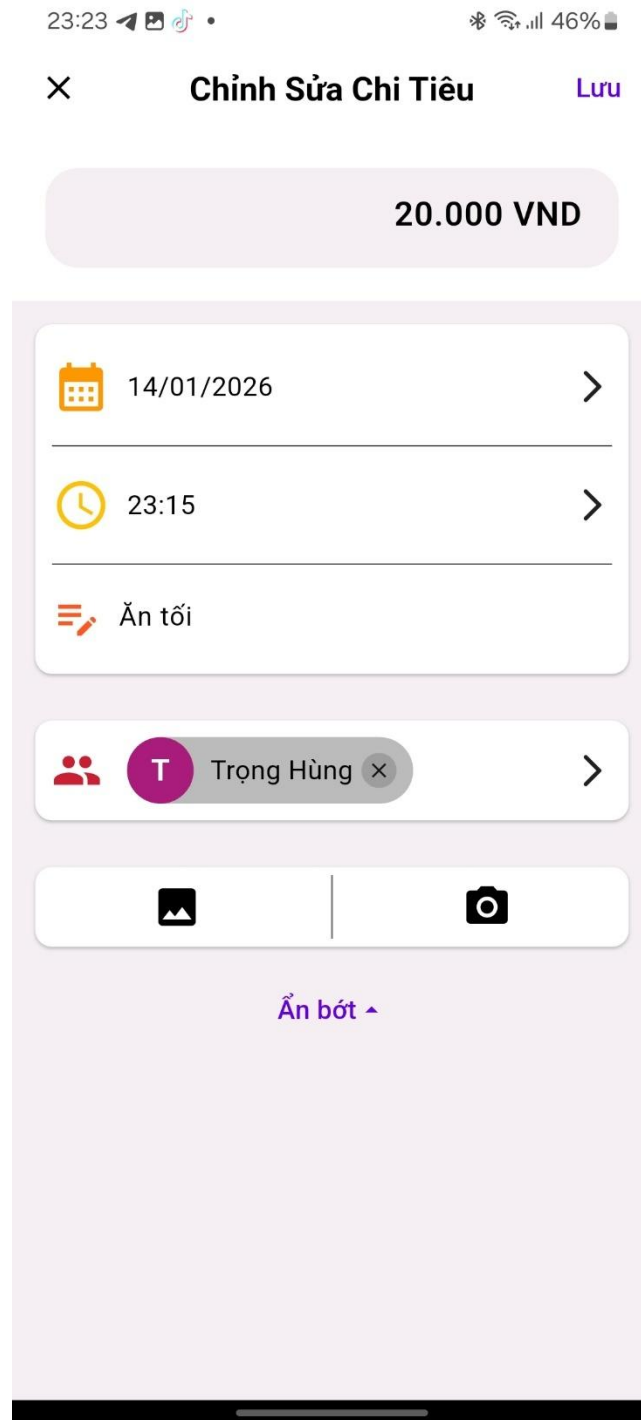 23:23 46%
Chỉnh Sửa Chi Tiêu Lưu
20.000 VND
14/01/2026
23:15
Ăn tối
T Trọng Hùng
Ẩn bớt